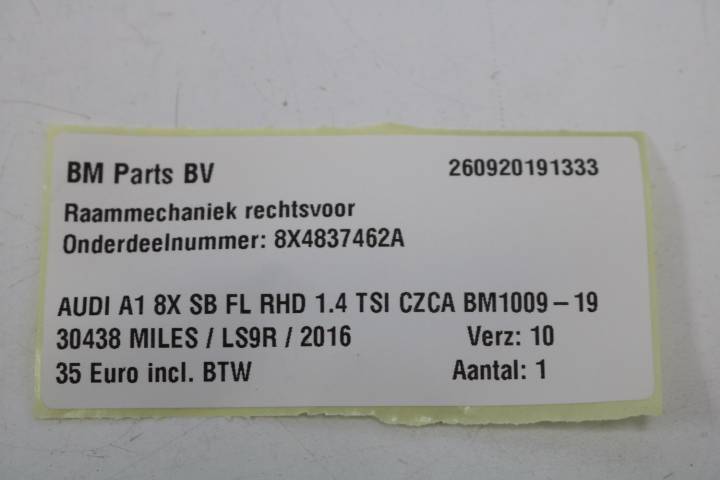 BM Parts BV 260920191333
Raammechaniek rechtsvoor
Onderdeelnummer: 8X4837462A
AUDI A1 8X SB FL RHD 1.4 TSI CZCA BM1009-19
30438 MILES / LS9R / 2016 Verz: 10
35 Euro incl. BTW Aantal: 1